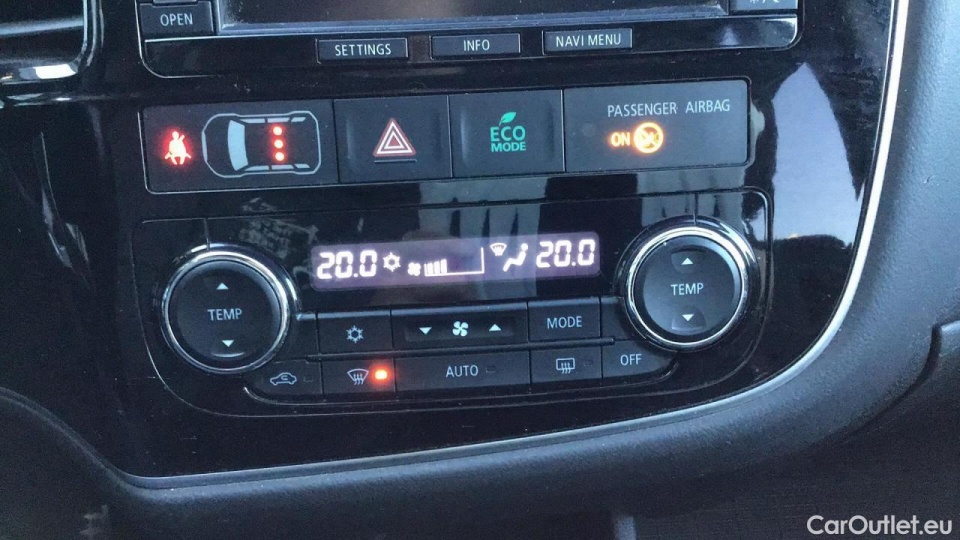 OPEN
SETTINGS INFO NAVI MENU
ECO
MODE
PASSENGER AIRBAG
ON
20.0 20.0
TEMP
TEMP
MODE
AUTO
OFF
CarOutlet.eu